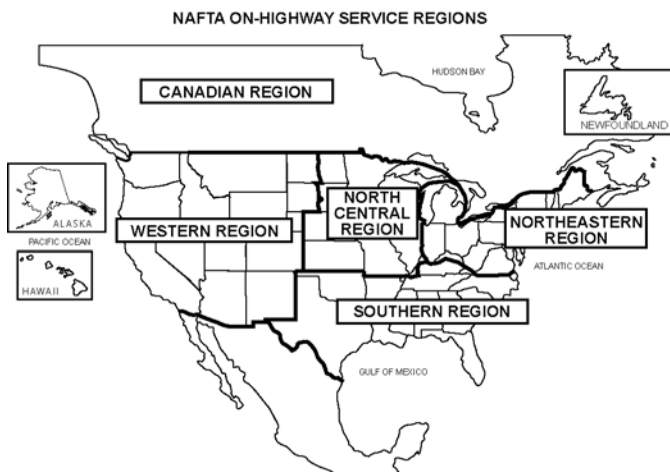 NAFTA ON-HIGHWAY SERVICE REGIONS
HUDSON BAY
CANADIAN REGION
NEWFOUNDLAND
ALASKA
PACIFIC OCEAN
HAWAII
WESTERN REGION
NORTH
CENTRAL
REGION
NORTHEASTERN
REGION
ATLANTIC OCEAN
SOUTHERN REGION
GULF OF MEXICO